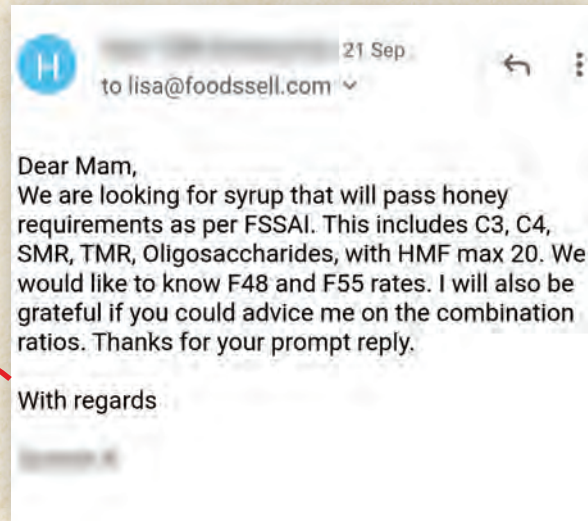 H
21 Sep
to lisa@foodssell.com
Dear Mam,
We are looking for syrup that will pass honey
requirements as per FSSAI. This includes C3, C4,
SMR, TMR, Oligosaccharides, with HMF max 20. We
would like to know F48 and F55 rates. I will also be
grateful if you could advice me on the combination
ratios. Thanks for your prompt reply.
With regards